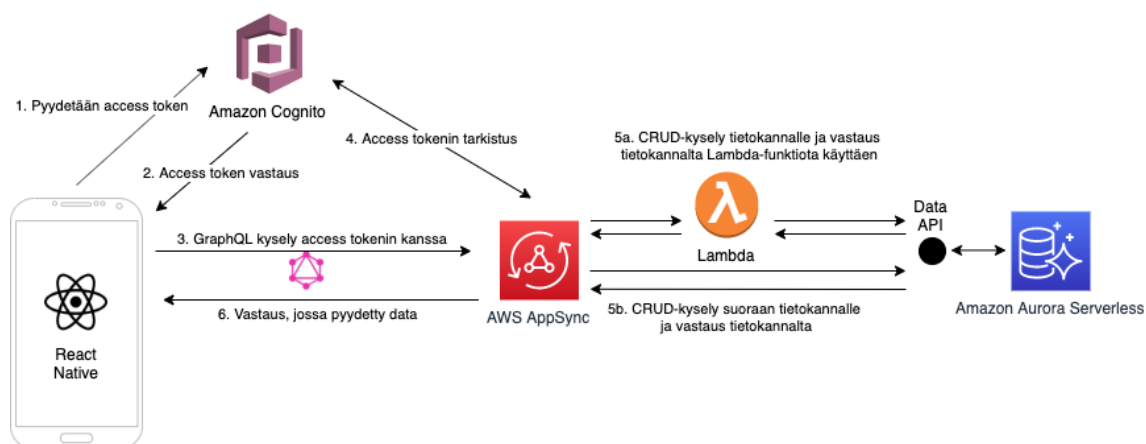 1. Pyydetään access token
Amazon Cognito
2. Access token vastaus
4. Access tokenin tarkistus
5a. CRUD-kysely tietokannalle ja vastaus
tietokannalta Lambda-funktiota käyttäen
3. GraphQL kysely access tokenin kanssa
Lambda
Data
API
6. Vastaus, jossa pyydetty data
AWS AppSync
5b. CRUD-kysely suoraan tietokannalle
ja vastaus tietokannalta
Amazon Aurora Serverless
React
Native